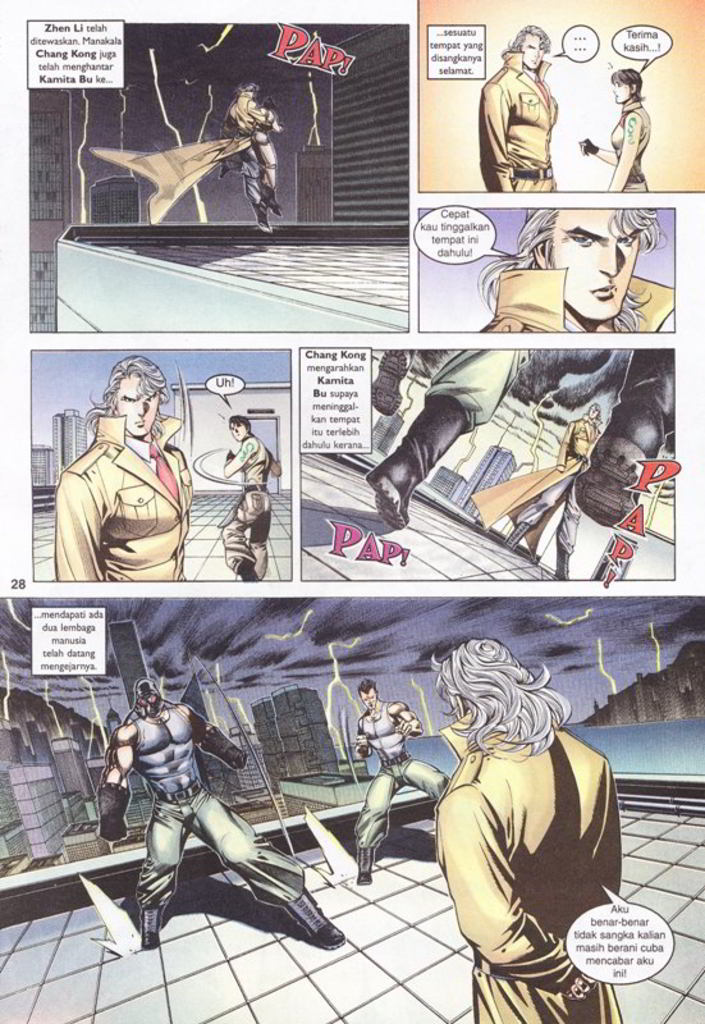 Zhen Li telah
ditewaskan. Manakala
Chang Kong juga
telah menghantar
Kamita Bu ke...
PAP!
...sesuatu
tempat yang
disangkanya
selamat.
...
...
Terima
kasih...!
Cepat
kau tinggalkan
tempat ini
dahulu!
Uh!
Chang Kong
mengarahkan
Kamita
Bu supaya
meninggal-
kan tempat
itu terlebih
dahulu kerana...
PAP!
PAP!
28
...mendapati ada
dua lembaga
manusia
telah datang
mengejarnya.
Aku
benar-benar
tidak sangka kalian
masih berani cuba
mencabar aku
ini!